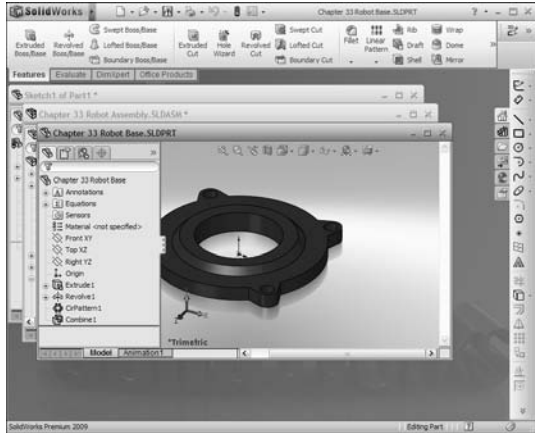 SolidWorks
Chapter 33 Robot Base.SLDPRT
Extruded Boss/Base
Revolved Boss/Base
Swept Boss/Base
Lofted Boss/Base
Boundary Boss/Base
Extruded Cut
Hole Wizard
Revolved Cut
Swept Cut
Lofted Cut
Boundary Cut
Fillet
Linear Pattern
Rib
Draft
Shell
Wrap
Dome
Mirror
Features Evaluate DimXpert Office Products
Sketch1 of Part1 *
Chapter 33 Robot Assembly.SLDASM *
Chapter 33 Robot Base.SLDPRT
Chapter 33 Robot Base
Annotations
Equations
Sensors
Material <not specified>
Front XY
Top XZ
Right YZ
Origin
Extrude1
Revolve1
CirPattern1
Combine1
*Trimetric
Model Animation1
SolidWorks Premium 2009 Editing Part